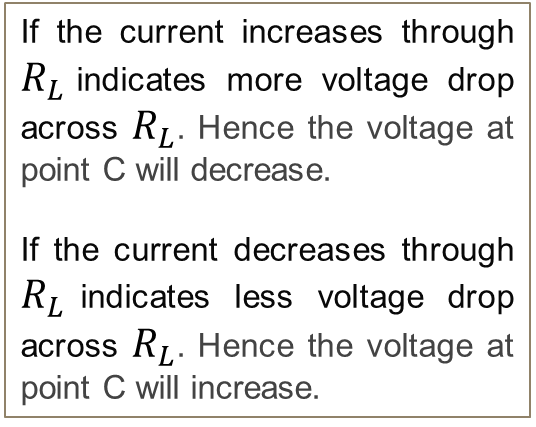 If the current increases through
R_L indicates more voltage drop
across R_L. Hence the voltage at
point C will decrease.
If the current decreases through
R_L indicates less voltage drop
across R_L. Hence the voltage at
point C will increase.